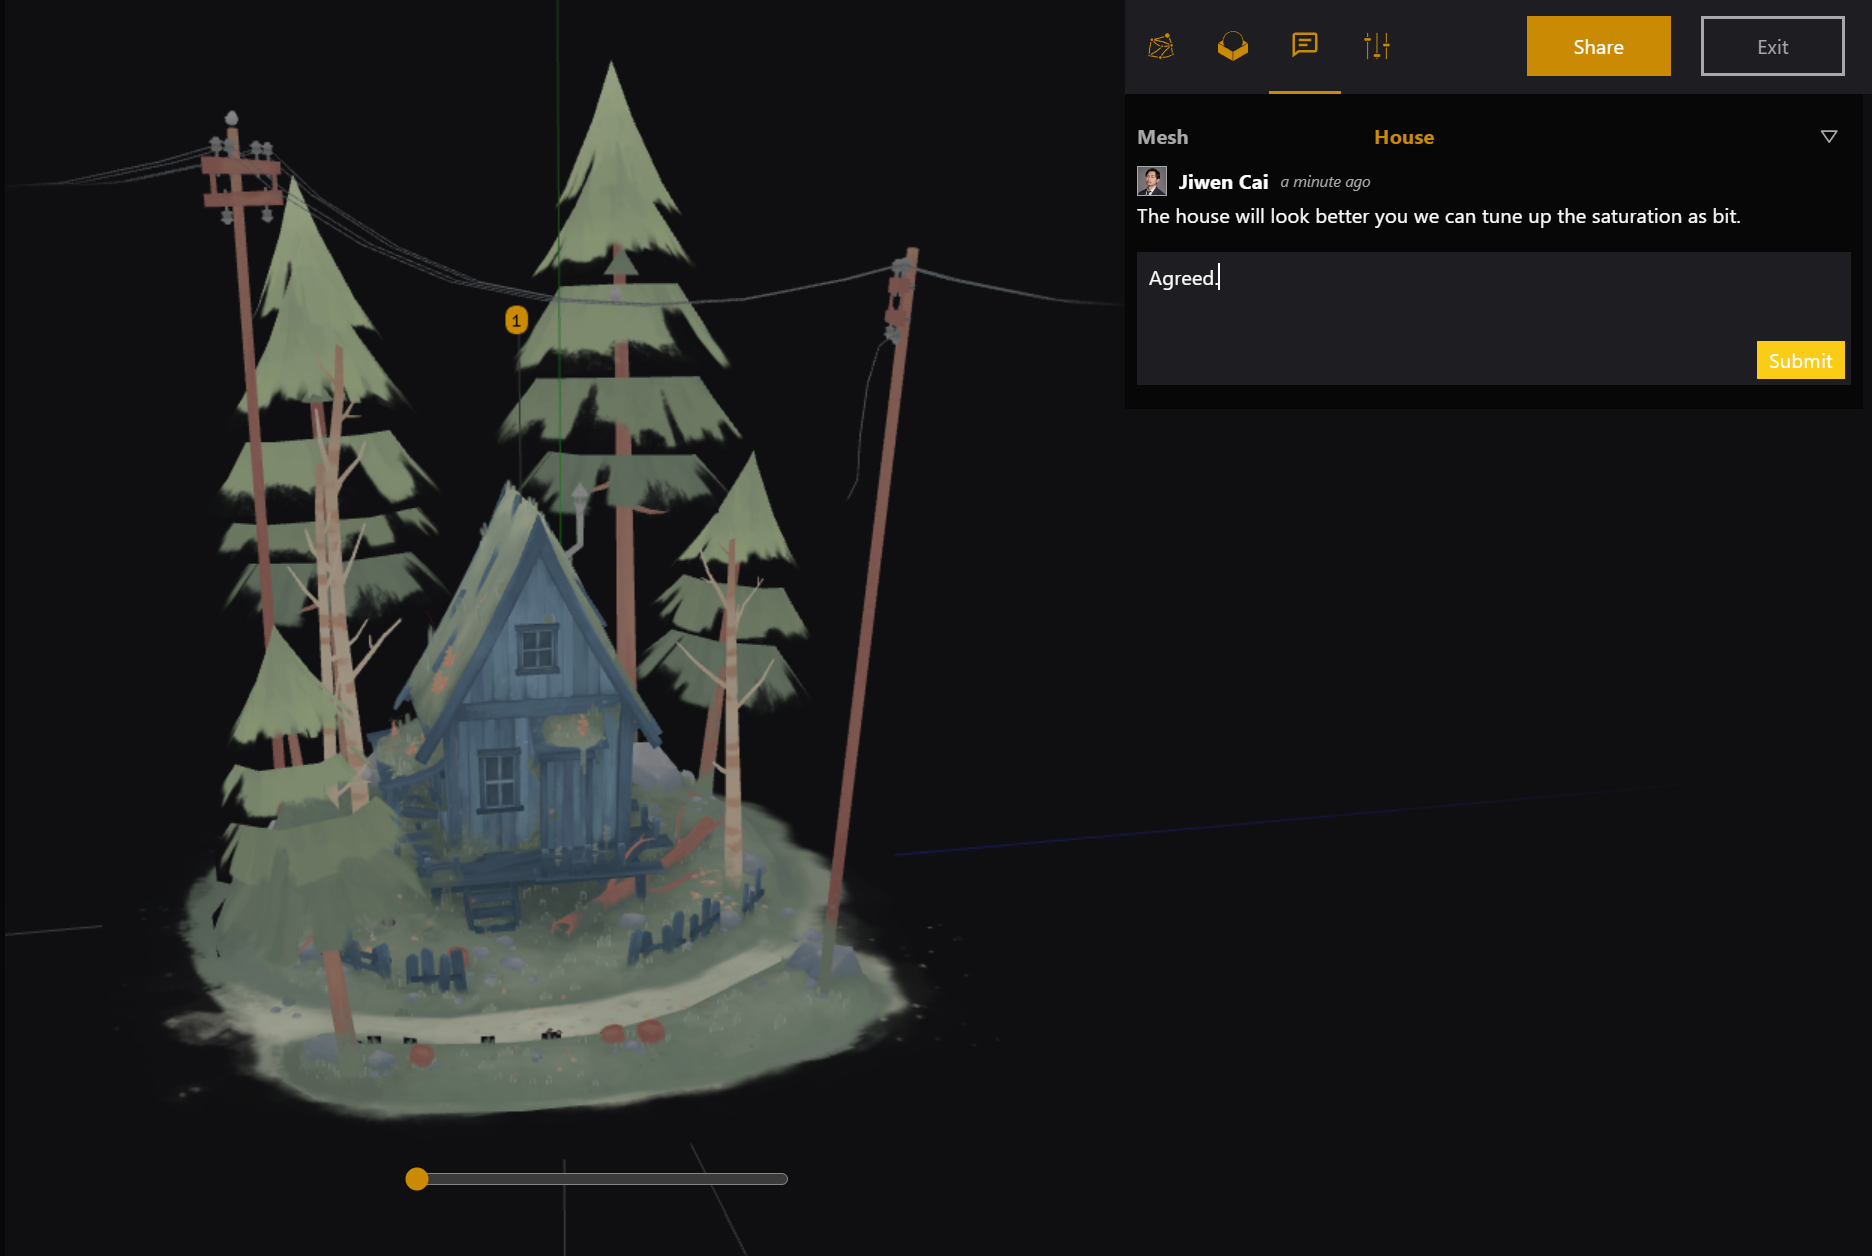 Share
Exit
Mesh
House
Jiwen Cai
a minute ago
The house will look better you we can tune up the saturation as bit.
Agreed.
Submit
1